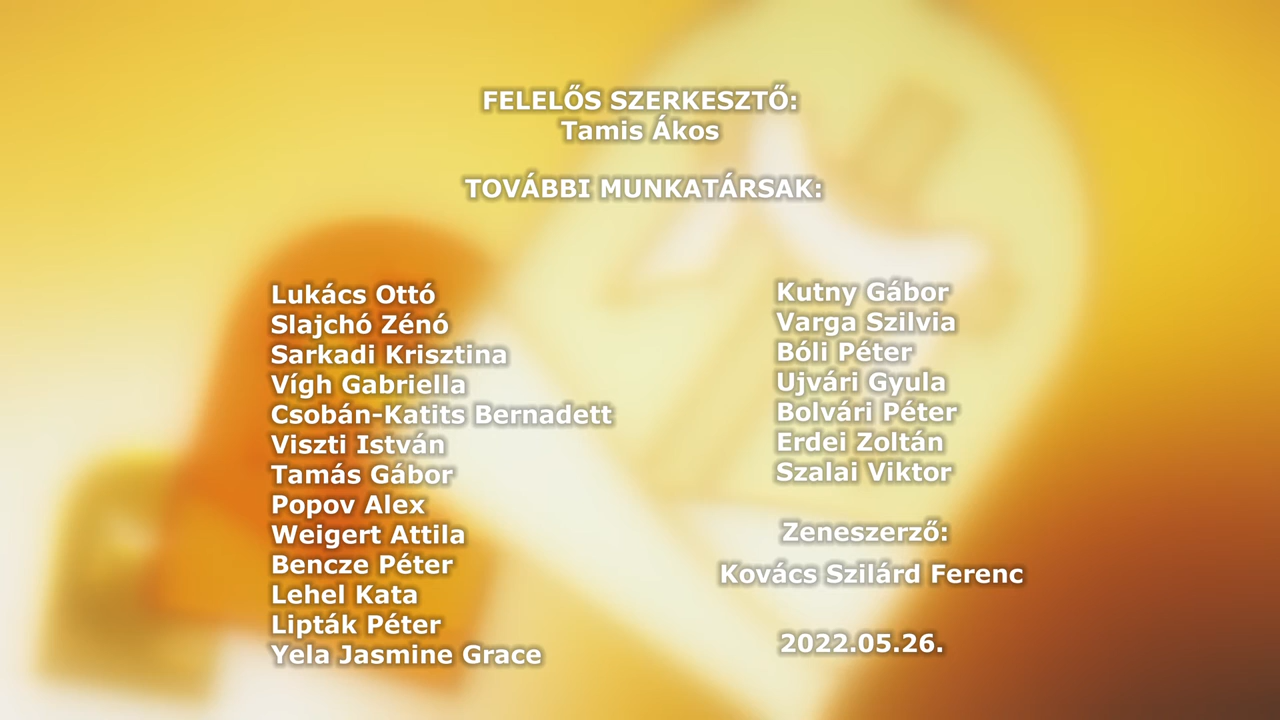 FELELŐS SZERKESZTŐ:
Tamis Ákos
TOVÁBBI MUNKATÁRSAK:
Lukács Ottó
Slajchó Zénó
Sarkadi Krisztina
Vígh Gabriella
Csobán-Katits Bernadett
Viszti István
Tamás Gábor
Popov Alex
Weigert Attila
Bencze Péter
Lehel Kata
Lipták Péter
Yela Jasmine Grace
Kutny Gábor
Varga Szilvia
Bóli Péter
Ujvári Gyula
Bolvári Péter
Erdei Zoltán
Szalai Viktor
Zeneszerző:
Kovács Szilárd Ferenc
2022.05.26.